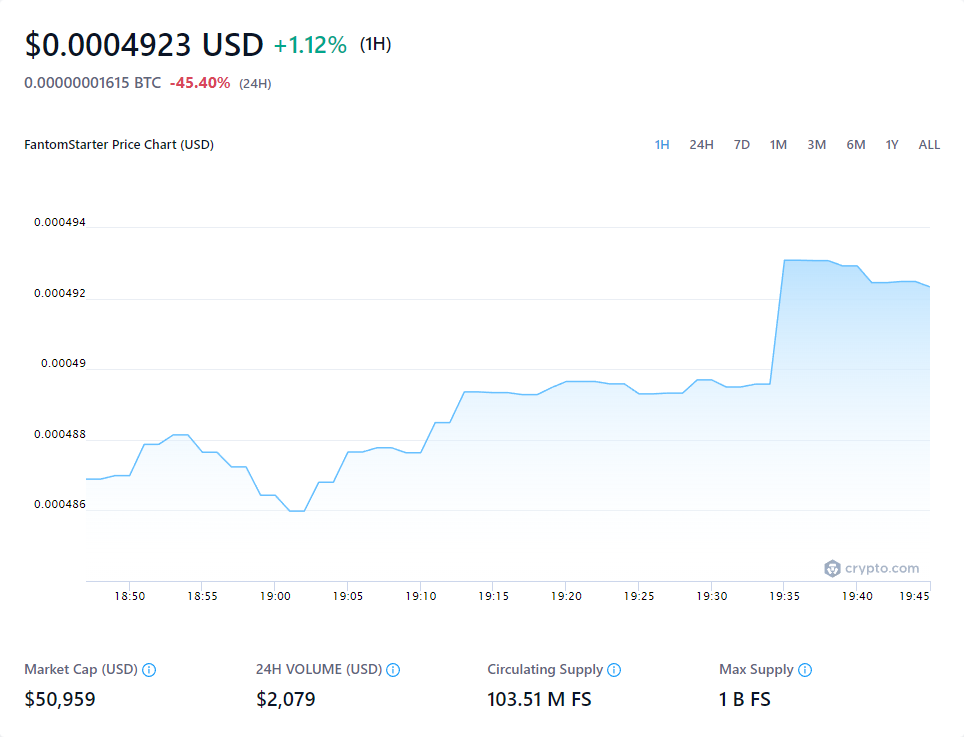 $0.0004923 USD +1.12% (1H)
0.00000001615 BTC -45.40% (24H)
FantomStarter Price Chart (USD)
1H 24H 7D 1M 3M 6M 1Y ALL
0.000494
0.000492
0.00049
0.000488
0.000486
crypto.com
18:50 18:55 19:00 19:05 19:10 19:15 19:20 19:25 19:30 19:35 19:40 19:45
Market Cap (USD) 24H VOLUME (USD) Circulating Supply Max Supply
$50,959 $2,079 103.51 M FS 1 B FS